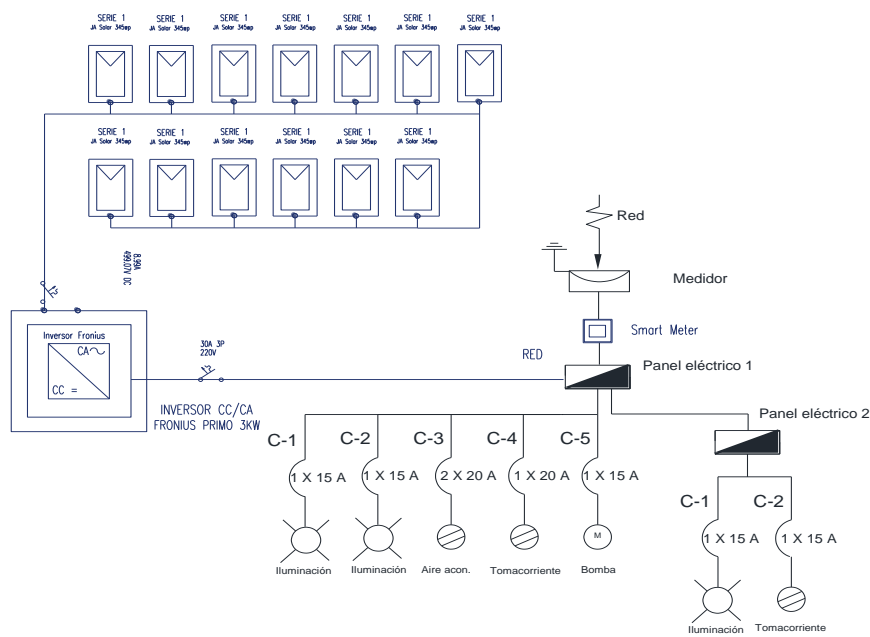 SERIE 1 SERIE 1 SERIE 1 SERIE 1 SERIE 1 SERIE 1 SERIE 1
JA Solar 345wp JA Solar 345wp JA Solar 345wp JA Solar 345wp JA Solar 345wp JA Solar 345wp JA Solar 345wp
SERIE 1 SERIE 1 SERIE 1 SERIE 1 SERIE 1 SERIE 1
JA Solar 345wp JA Solar 345wp JA Solar 345wp JA Solar 345wp JA Solar 345wp JA Solar 345wp
8.99A
499.07V DC
Red
Medidor
Smart Meter
Inversor Fronius
CA
CC =
30A 3P
220V
RED
Panel eléctrico 1
INVERSOR CC/CA
FRONIUS PRIMO 3KW
Panel eléctrico 2
C-1 C-2 C-3 C-4 C-5
1 X 15 A 1 X 15 A 2 X 20 A 1 X 20 A 1 X 15 A
M
Iluminación Iluminación Aire acon. Tomacorriente Bomba
C-1 C-2
1 X 15 A 1 X 15 A
Iluminación Tomacorriente